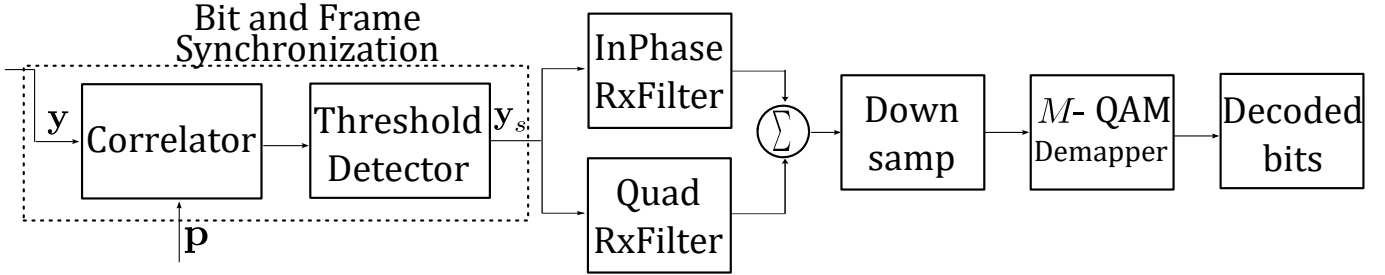 Bit and Frame
Synchronization
y
Correlator
p
Threshold
Detector
y_s
InPhase
RxFilter
Quad
RxFilter
∑
Down
samp
M- QAM
Demapper
Decoded
bits